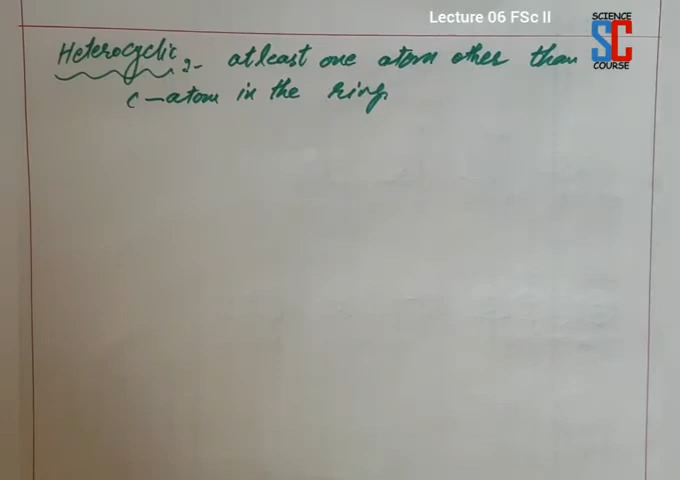 Lecture 06 FSc II
SCIENCE
SC
COURSE
Heterocyclic :- atleast one atom other than
C-atom in the ring